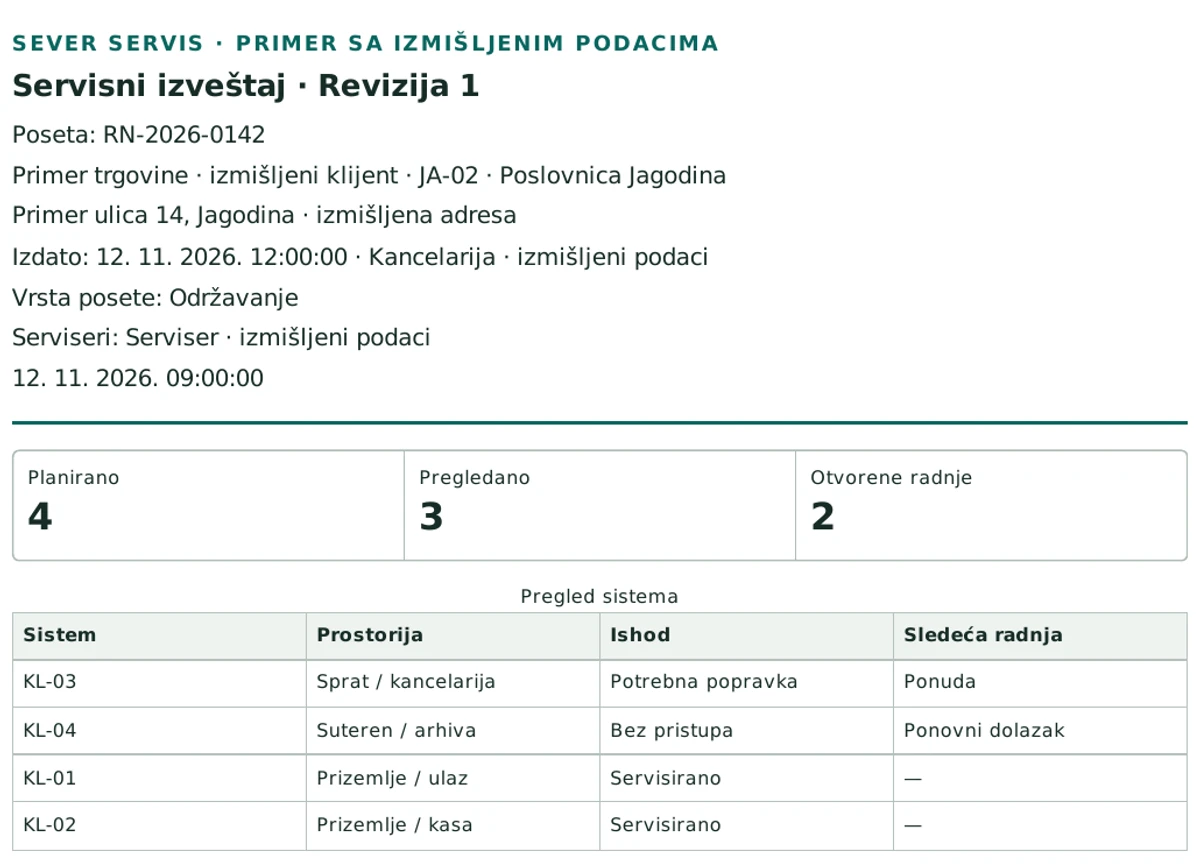 SEVER SERVIS · PRIMER SA IZMIŠLJENIM PODACIMA
Servisni izveštaj · Revizija 1
Poseta: RN-2026-0142
Primer trgovine · izmišljeni klijent · JA-02 · Poslovnica Jagodina
Primer ulica 14, Jagodina · izmišljena adresa
Izdato: 12. 11. 2026. 12:00:00 · Kancelarija · izmišljeni podaci
Vrsta posete: Održavanje
Serviseri: Serviser · izmišljeni podaci
12. 11. 2026. 09:00:00
Planirano Pregledano Otvorene radnje
4 3 2
Pregled sistema
Sistem Prostorija Ishod Sledeća radnja
KL-03 Sprat / kancelarija Potrebna popravka Ponuda
KL-04 Suteren / arhiva Bez pristupa Ponovni dolazak
KL-01 Prizemlje / ulaz Servisirano —
KL-02 Prizemlje / kasa Servisirano —